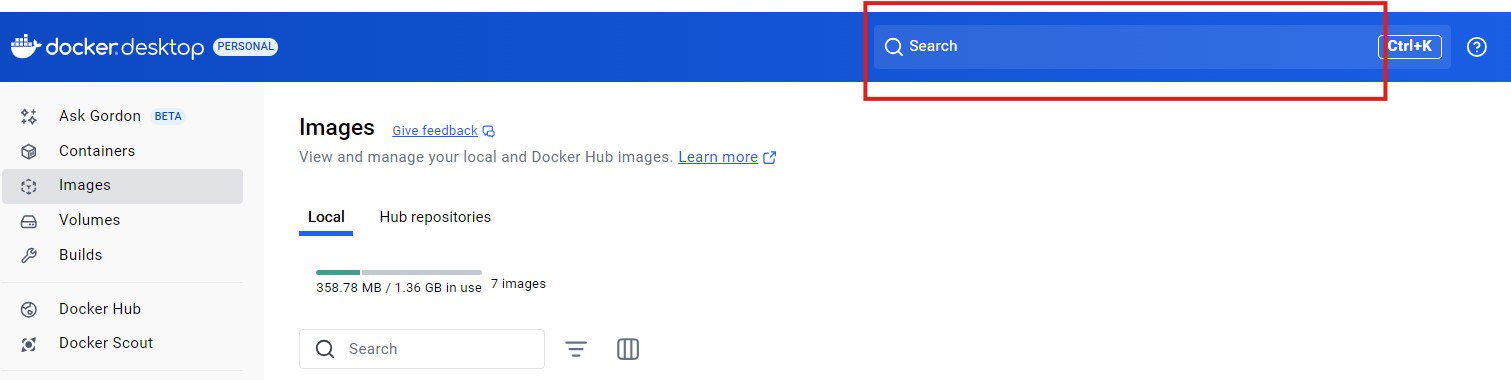 docker.desktop PERSONAL
Search Ctrl+K
Ask Gordon BETA
Containers
Images
Volumes
Builds
Docker Hub
Docker Scout
Images Give feedback
View and manage your local and Docker Hub images. Learn more
Local Hub repositories
358.78 MB / 1.36 GB in use 7 images
Search